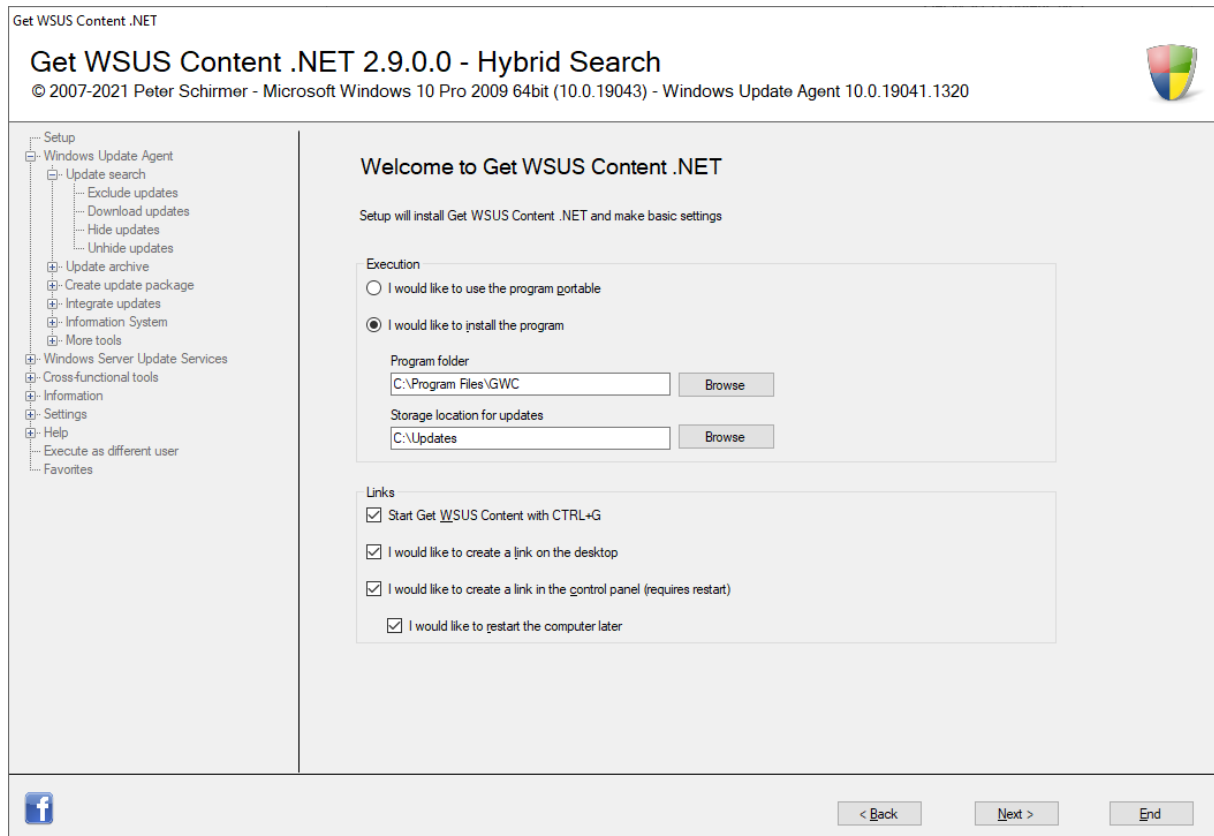 Get WSUS Content .NET
Get WSUS Content .NET 2.9.0.0 - Hybrid Search
© 2007-2021 Peter Schirmer - Microsoft Windows 10 Pro 2009 64bit (10.0.19043) - Windows Update Agent 10.0.19041.1320
Setup
Windows Update Agent
Update search
Exclude updates
Download updates
Hide updates
Unhide updates
Update archive
Create update package
Integrate updates
Information System
More tools
Windows Server Update Services
Cross-functional tools
Information
Settings
Help
Execute as different user
Favorites
Welcome to Get WSUS Content .NET
Setup will install Get WSUS Content .NET and make basic settings
Execution
I would like to use the program portable
I would like to install the program
Program folder
C:\Program Files\GWC
Browse
Storage location for updates
C:\Updates
Browse
Links
Start Get WSUS Content with CTRL+G
I would like to create a link on the desktop
I would like to create a link in the control panel (requires restart)
I would like to restart the computer later
f
< Back
Next >
End